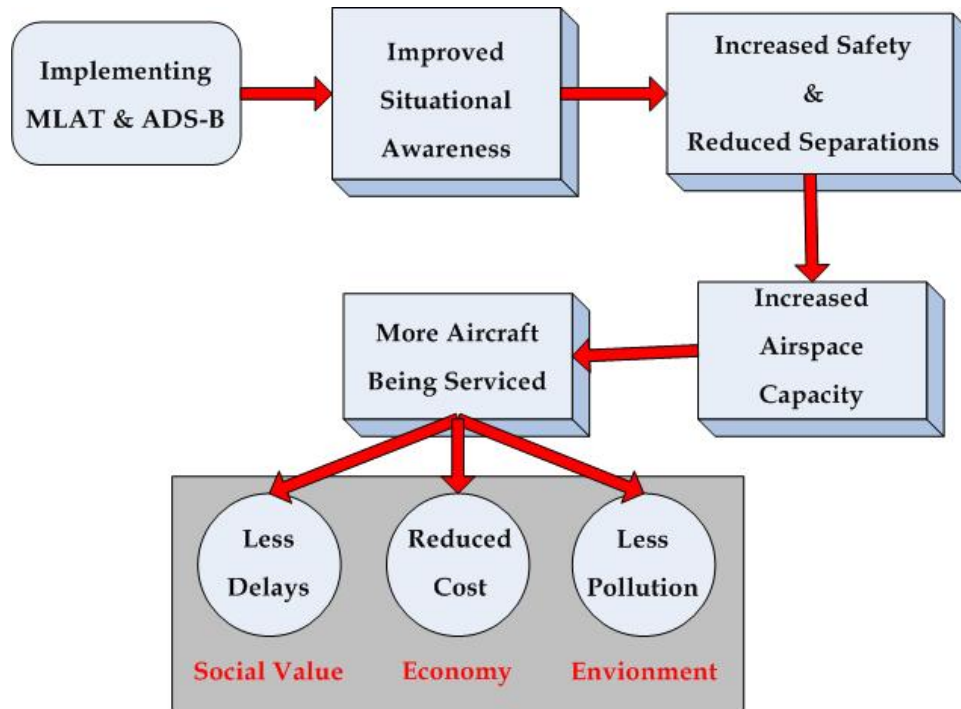 Implementing
MLAT & ADS-B
Improved
Situational
Awareness
Increased Safety
&
Reduced Separations
Increased
Airspace
Capacity
More Aircraft
Being Serviced
Less
Delays
Reduced
Cost
Less
Pollution
Social Value
Economy
Envionment